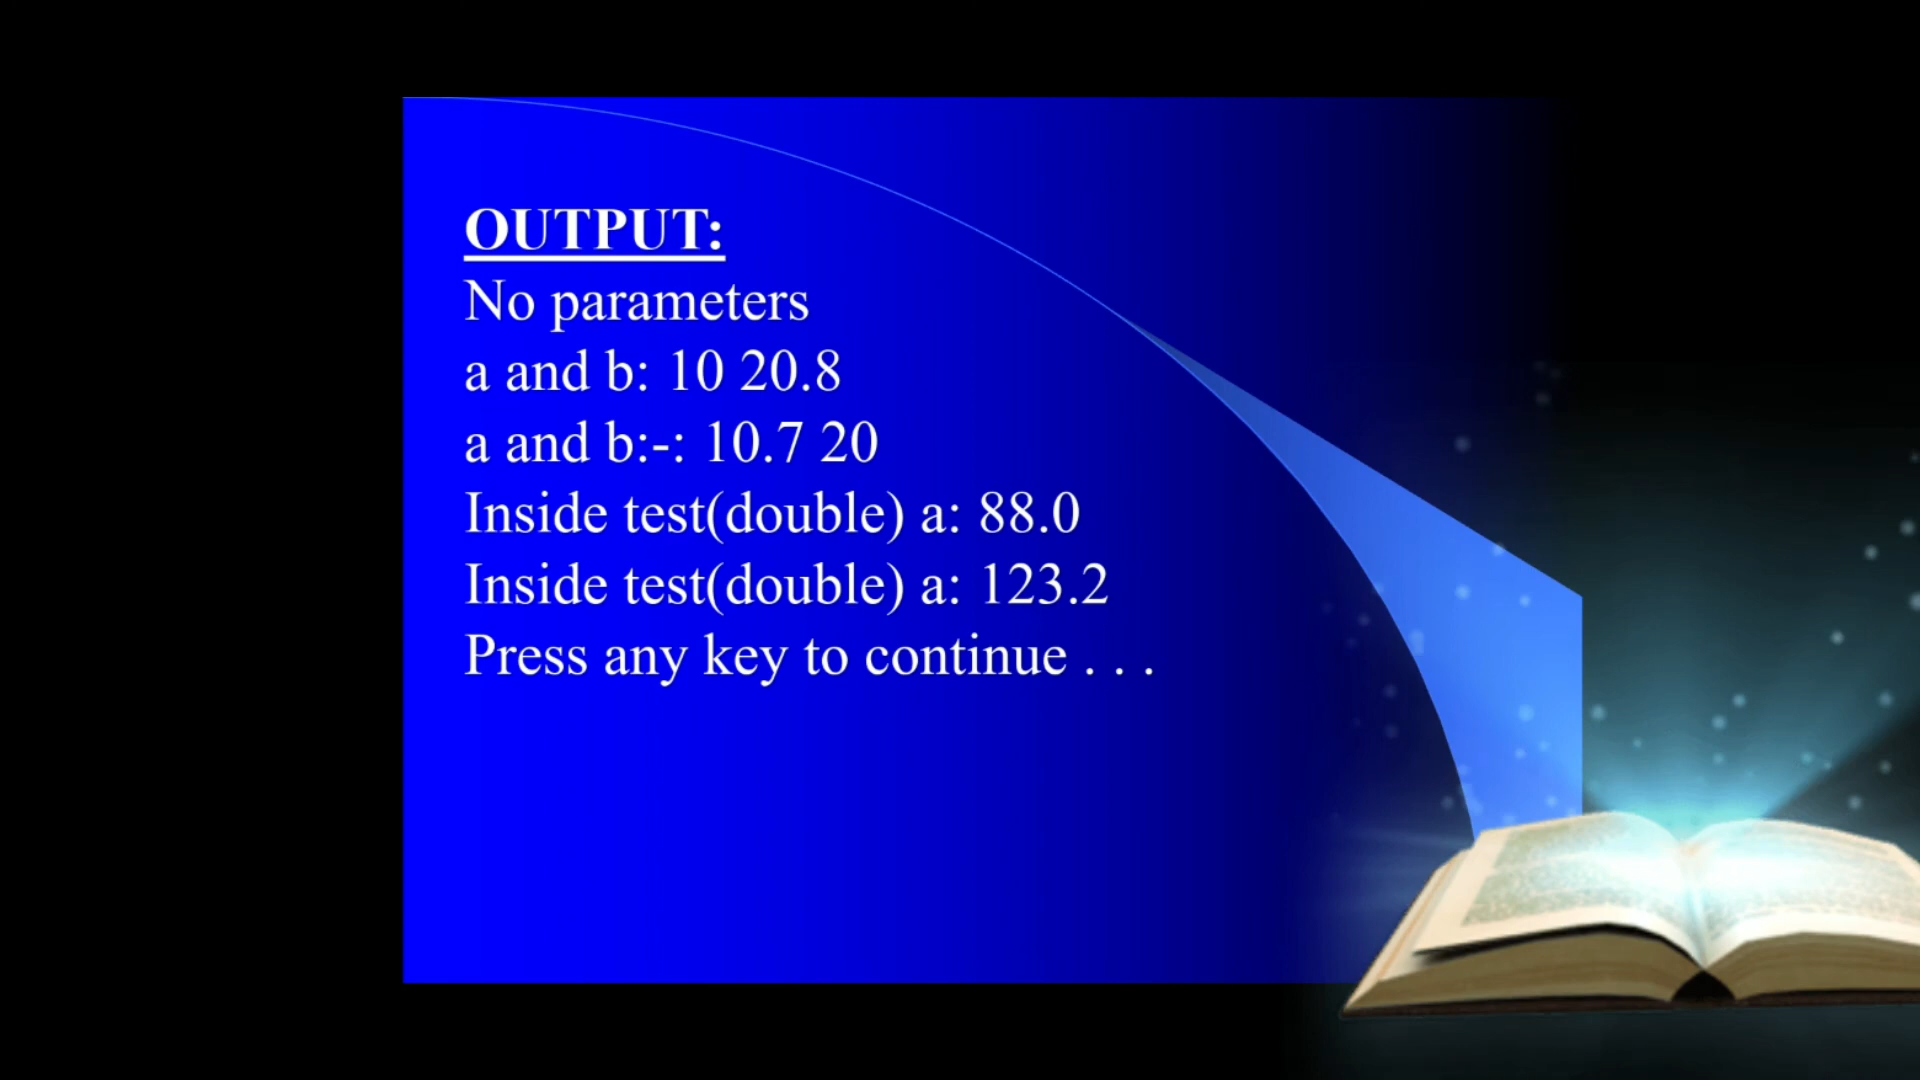 OUTPUT:
No parameters
a and b: 10 20.8
a and b:-: 10.7 20
Inside test(double) a: 88.0
Inside test(double) a: 123.2
Press any key to continue . . .